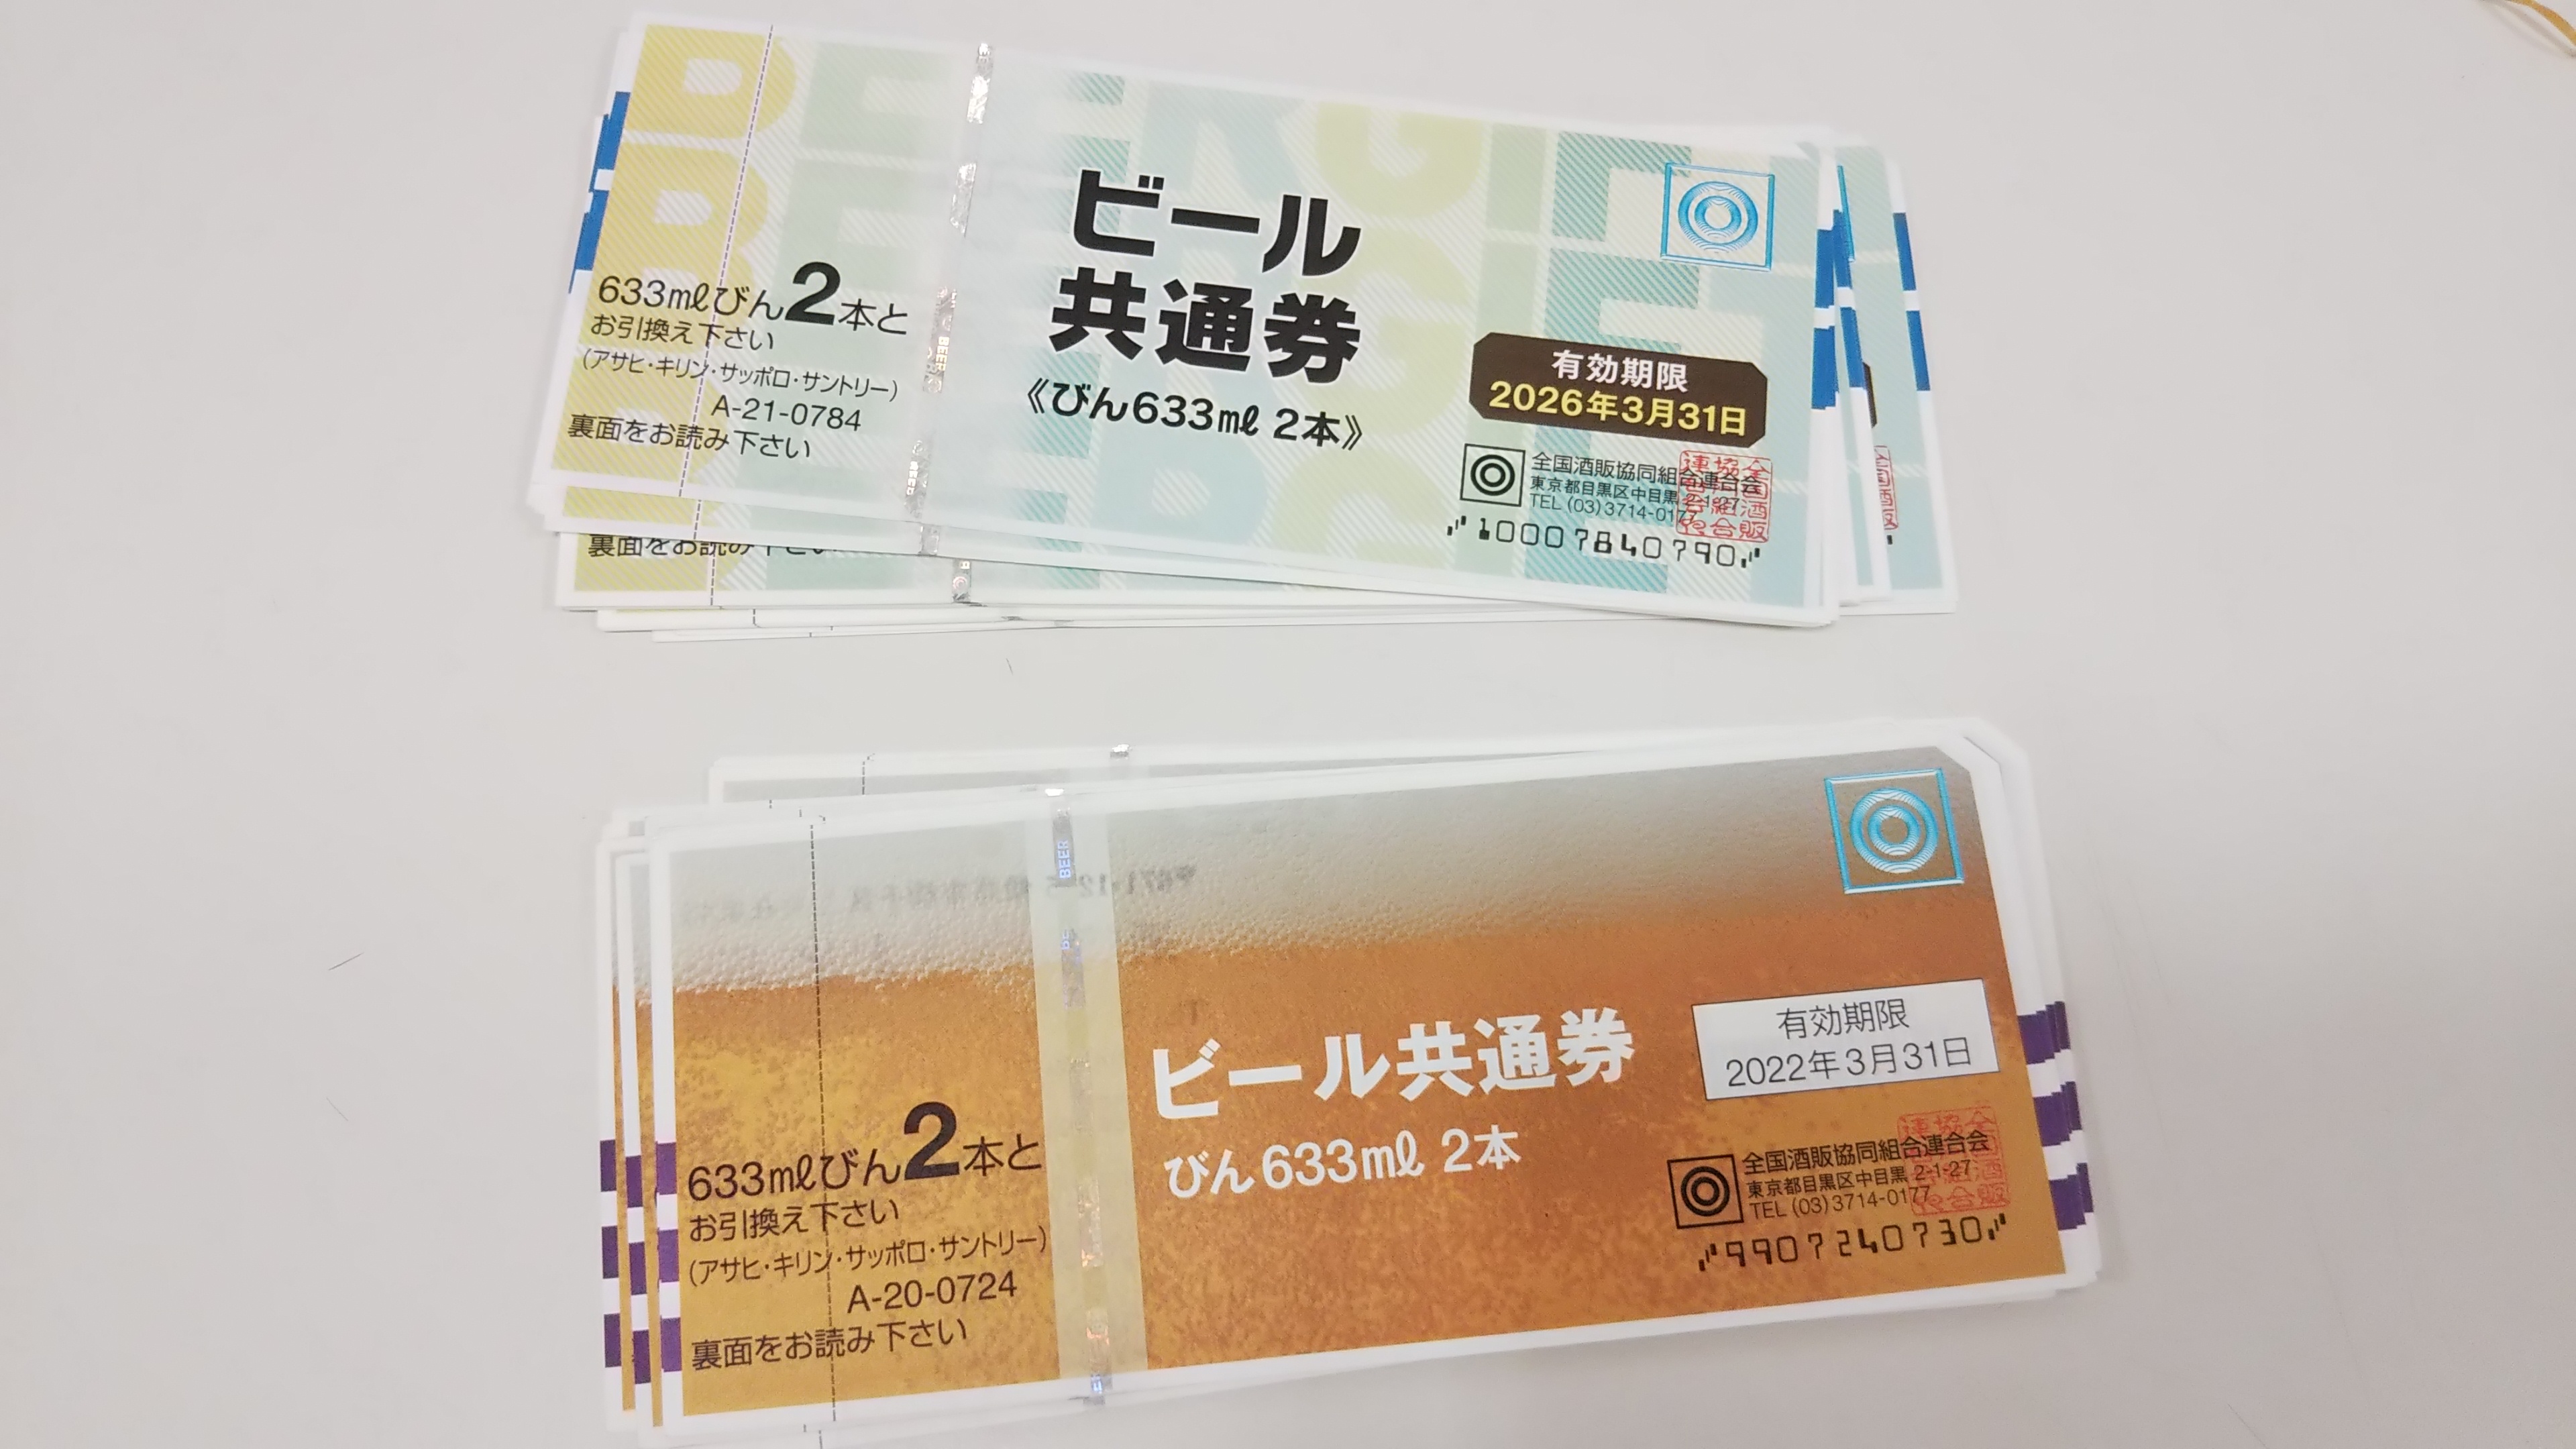 633mlびん2本と
お引換え下さい
(アサヒ・キリン・サッポロ・サントリー)
A-21-0784
裏面をお読み下さい
BEER
ビール
共通券
《びん633ml 2本》
有効期限
2026年3月31日
全国酒販協同組合連合会
東京都目黒区中目黒2-1-27
TEL (03)3714-0177
10007840790
裏面をお読み下さい
BEER
633mlびん2本と
お引換え下さい
(アサヒ・キリン・サッポロ・サントリー)
A-20-0724
裏面をお読み下さい
ビール共通券
びん633ml 2本
有効期限
2022年3月31日
全国酒販協同組合連合会
東京都目黒区中目黒2-1-27
TEL (03)3714-0177
9907240730